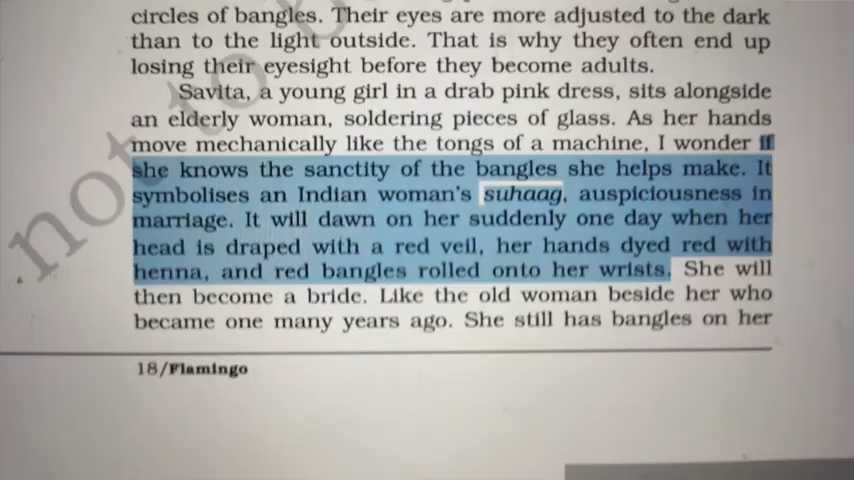 circles of bangles. Their eyes are more adjusted to the dark
than to the light outside. That is why they often end up
losing their eyesight before they become adults.
Savita, a young girl in a drab pink dress, sits alongside
an elderly woman, soldering pieces of glass. As her hands
move mechanically like the tongs of a machine, I wonder if
she knows the sanctity of the bangles she helps make. It
symbolises an Indian woman's suhaag, auspiciousness in
marriage. It will dawn on her suddenly one day when her
head is draped with a red veil, her hands dyed red with
henna, and red bangles rolled onto her wrists. She will
then become a bride. Like the old woman beside her who
became one many years ago. She still has bangles on her
18/Flamingo
not to b